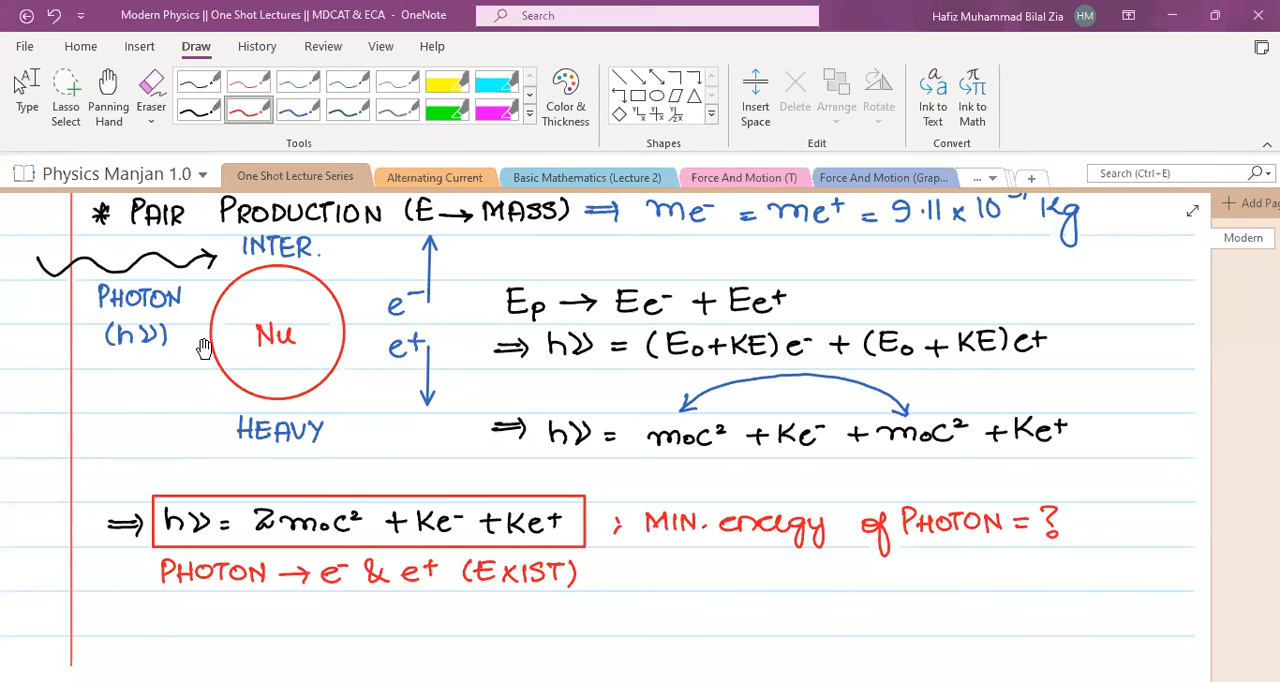 Modern Physics || One Shot Lectures || MDCAT & ECA - OneNote
Search
Hafiz Muhammad Bilal Zia HM
File Home Insert Draw History Review View Help
Type Lasso Select Panning Hand Eraser Color & Thickness Insert Space Delete Arrange Rotate Ink to Text Ink to Math
Tools Shapes Edit Convert
Physics Manjan 1.0 One Shot Lecture Series Alternating Current Basic Mathematics (Lecture 2) Force And Motion (T) Force And Motion (Grap... ... Search (Ctrl+E)
Add Pag
Modern
* PAIR PRODUCTION (E → MASS) ⇒ me⁻ = me⁺ = 9.11 × 10⁻³¹ Kg
INTER.
PHOTON
(hν)
Nu
HEAVY
e⁻
e⁺
Ep → Ee⁻ + Ee⁺
⇒ hν = (E₀+KE)e⁻ + (E₀+KE)e⁺
⇒ hν = m₀c² + Ke⁻ + m₀c² + Ke⁺
⇒ hν = 2m₀c² + Ke⁻ + Ke⁺ ; MIN. energy of PHOTON = ?
PHOTON → e⁻ & e⁺ (EXIST)